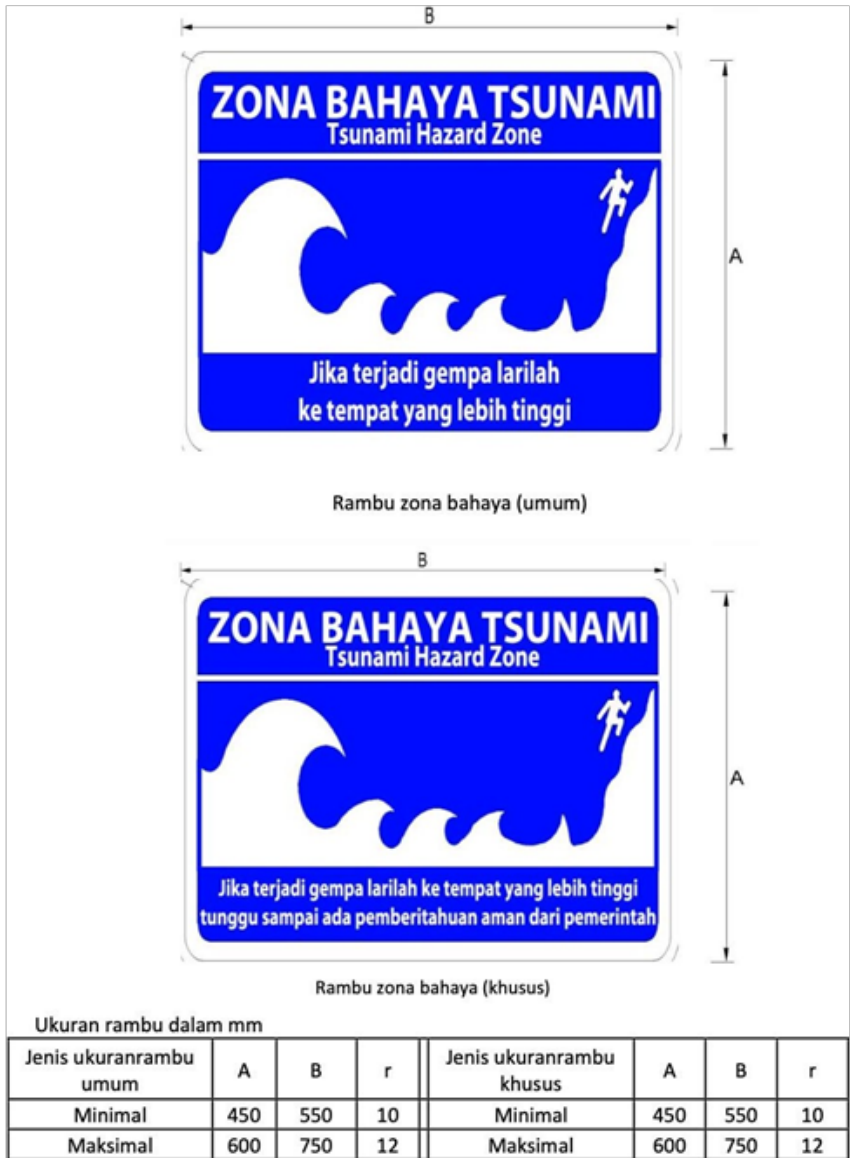 B
ZONA BAHAYA TSUNAMI
Tsunami Hazard Zone
A
Jika terjadi gempa larilah
ke tempat yang lebih tinggi
Rambu zona bahaya (umum)
B
ZONA BAHAYA TSUNAMI
Tsunami Hazard Zone
A
Jika terjadi gempa larilah ke tempat yang lebih tinggi
tunggu sampai ada pemberitahuan aman dari pemerintah
Rambu zona bahaya (khusus)
Ukuran rambu dalam mm
Jenis ukuranrambu umum A B r Jenis ukuranrambu khusus A B r
Minimal 450 550 10 Minimal 450 550 10
Maksimal 600 750 12 Maksimal 600 750 12